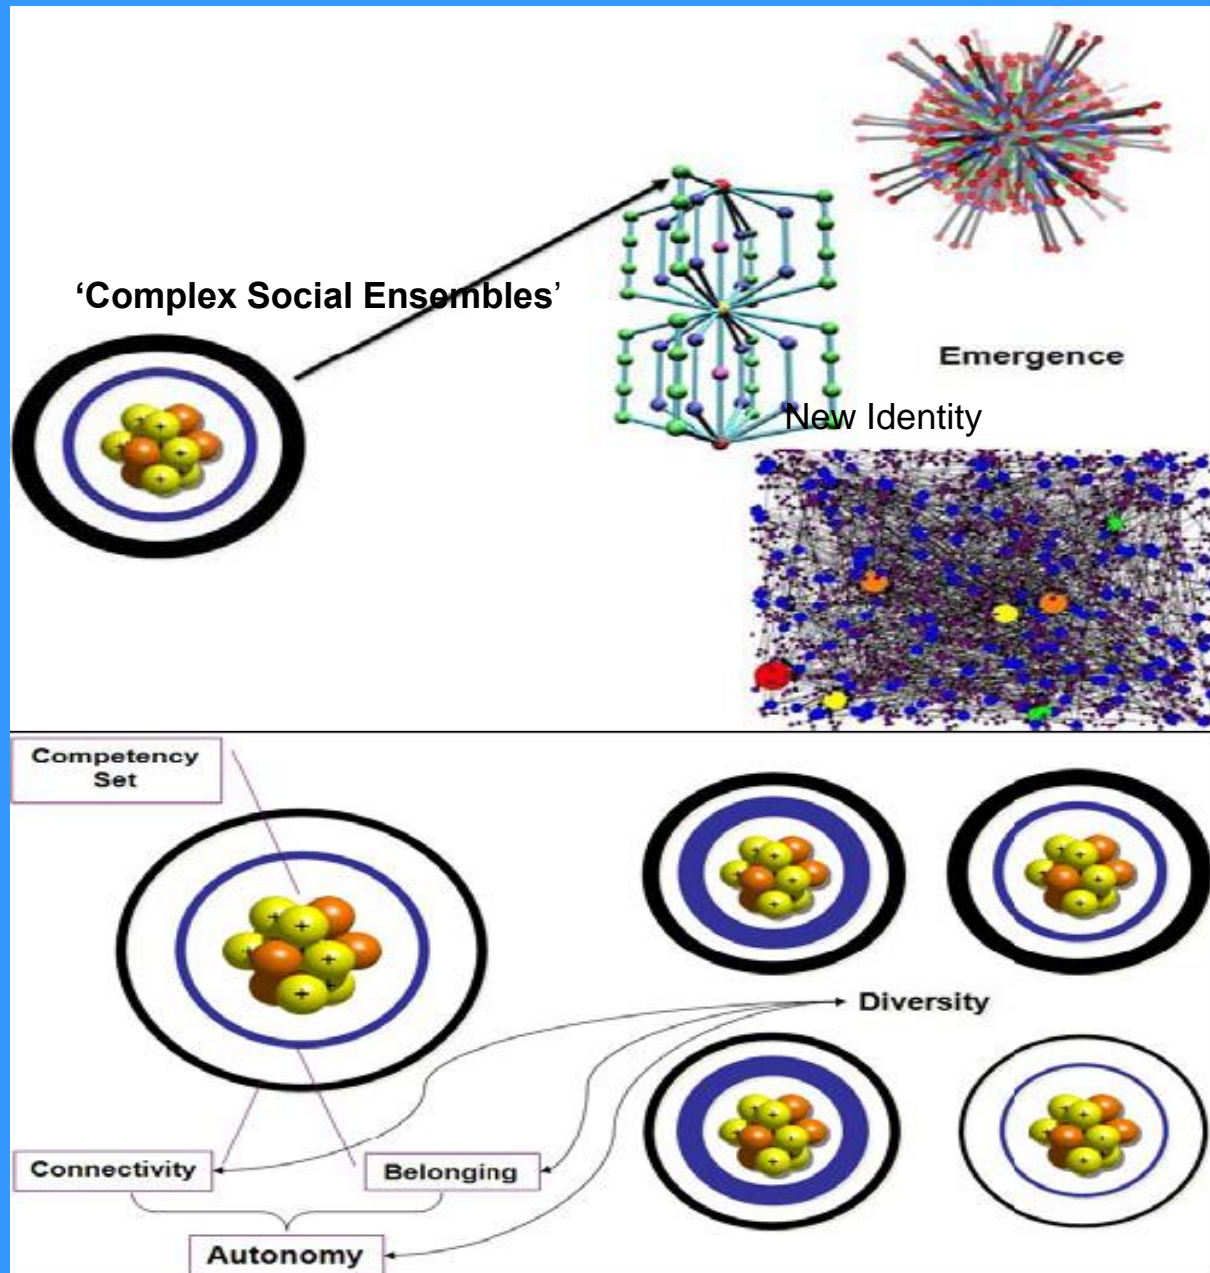 ‘Complex Social Ensembles’
Emergence
New Identity
Competency
Set
Diversity
Connectivity
Belonging
Autonomy